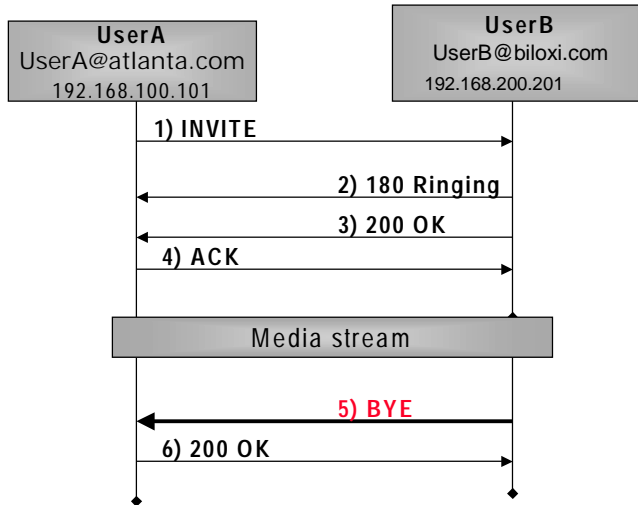 UserA
UserA@atlanta.com
192.168.100.101
UserB
UserB@biloxi.com
192.168.200.201
1) INVITE
2) 180 Ringing
3) 200 OK
4) ACK
Media stream
5) BYE
6) 200 OK